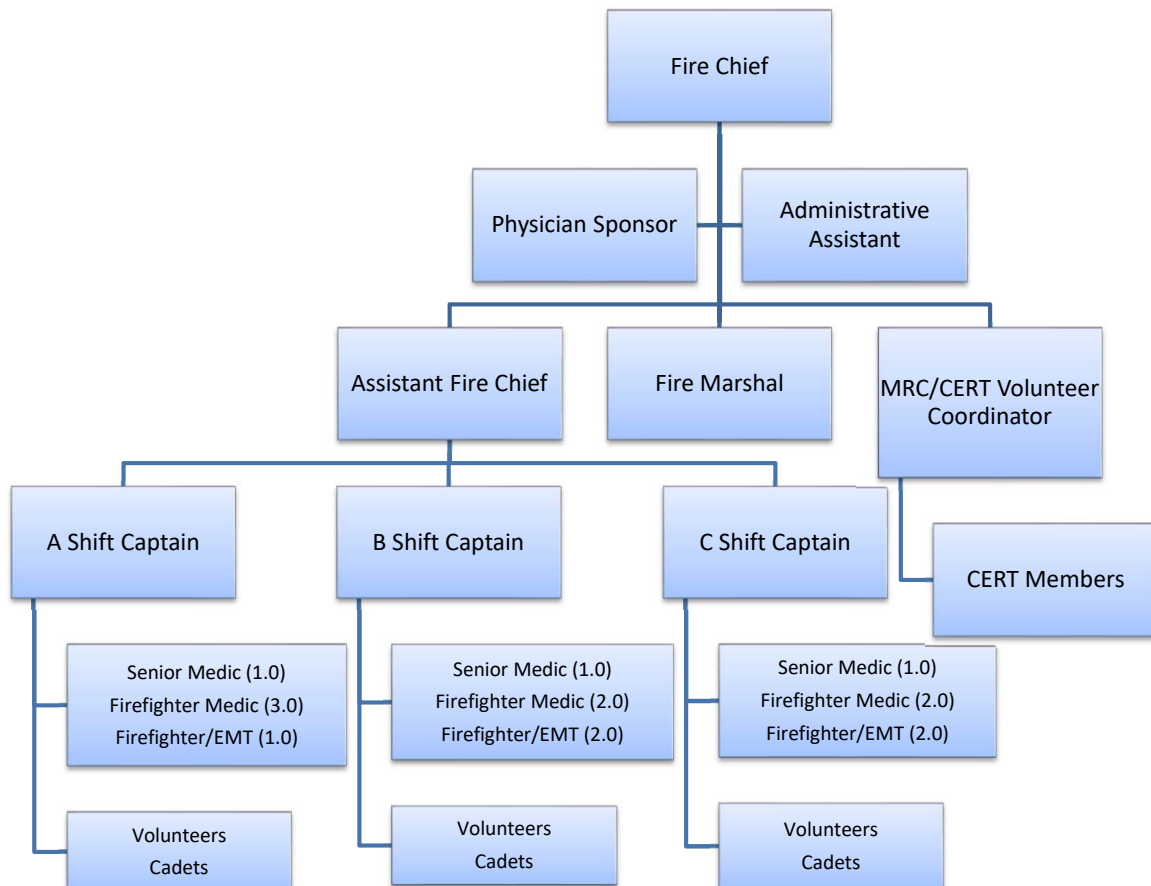 Fire Chief
Physician Sponsor
Administrative
Assistant
Assistant Fire Chief
Fire Marshal
MRC/CERT Volunteer
Coordinator
A Shift Captain
B Shift Captain
C Shift Captain
CERT Members
Senior Medic (1.0)
Firefighter Medic (3.0)
Firefighter/EMT (1.0)
Senior Medic (1.0)
Firefighter Medic (2.0)
Firefighter/EMT (2.0)
Senior Medic (1.0)
Firefighter Medic (2.0)
Firefighter/EMT (2.0)
Volunteers
Cadets
Volunteers
Cadets
Volunteers
Cadets